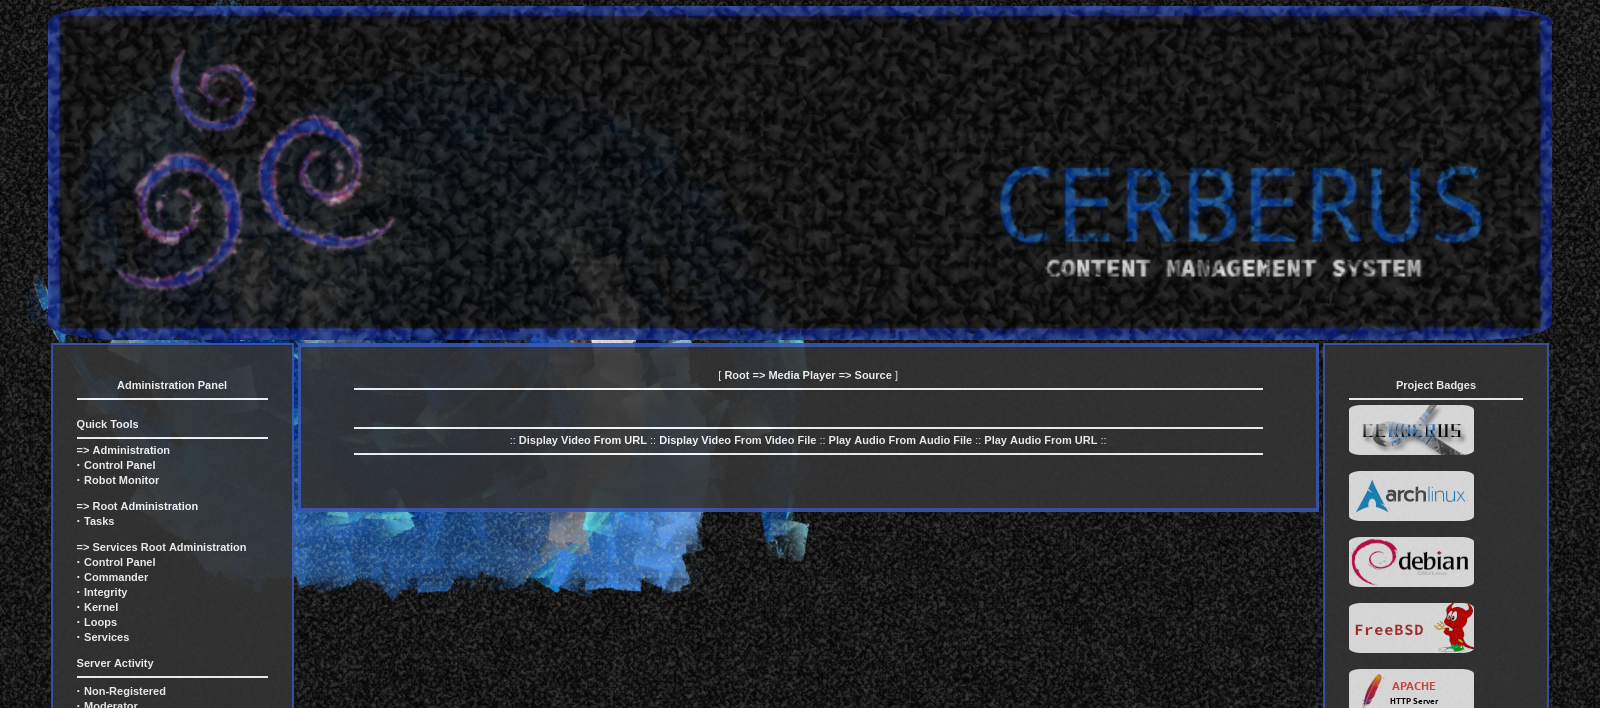 CERBERUS
CONTENT MANAGEMENT SYSTEM
Administration Panel
Quick Tools
=> Administration
· Control Panel
· Robot Monitor
=> Root Administration
· Tasks
=> Services Root Administration
· Control Panel
· Commander
· Integrity
· Kernel
· Loops
· Services
Server Activity
· Non-Registered
· Moderator
[ Root => Media Player => Source ]
:: Display Video From URL :: Display Video From Video File :: Play Audio From Audio File :: Play Audio From URL ::
Project Badges
CERBERUS
archlinux
debian
FreeBSD
APACHE
HTTP Server